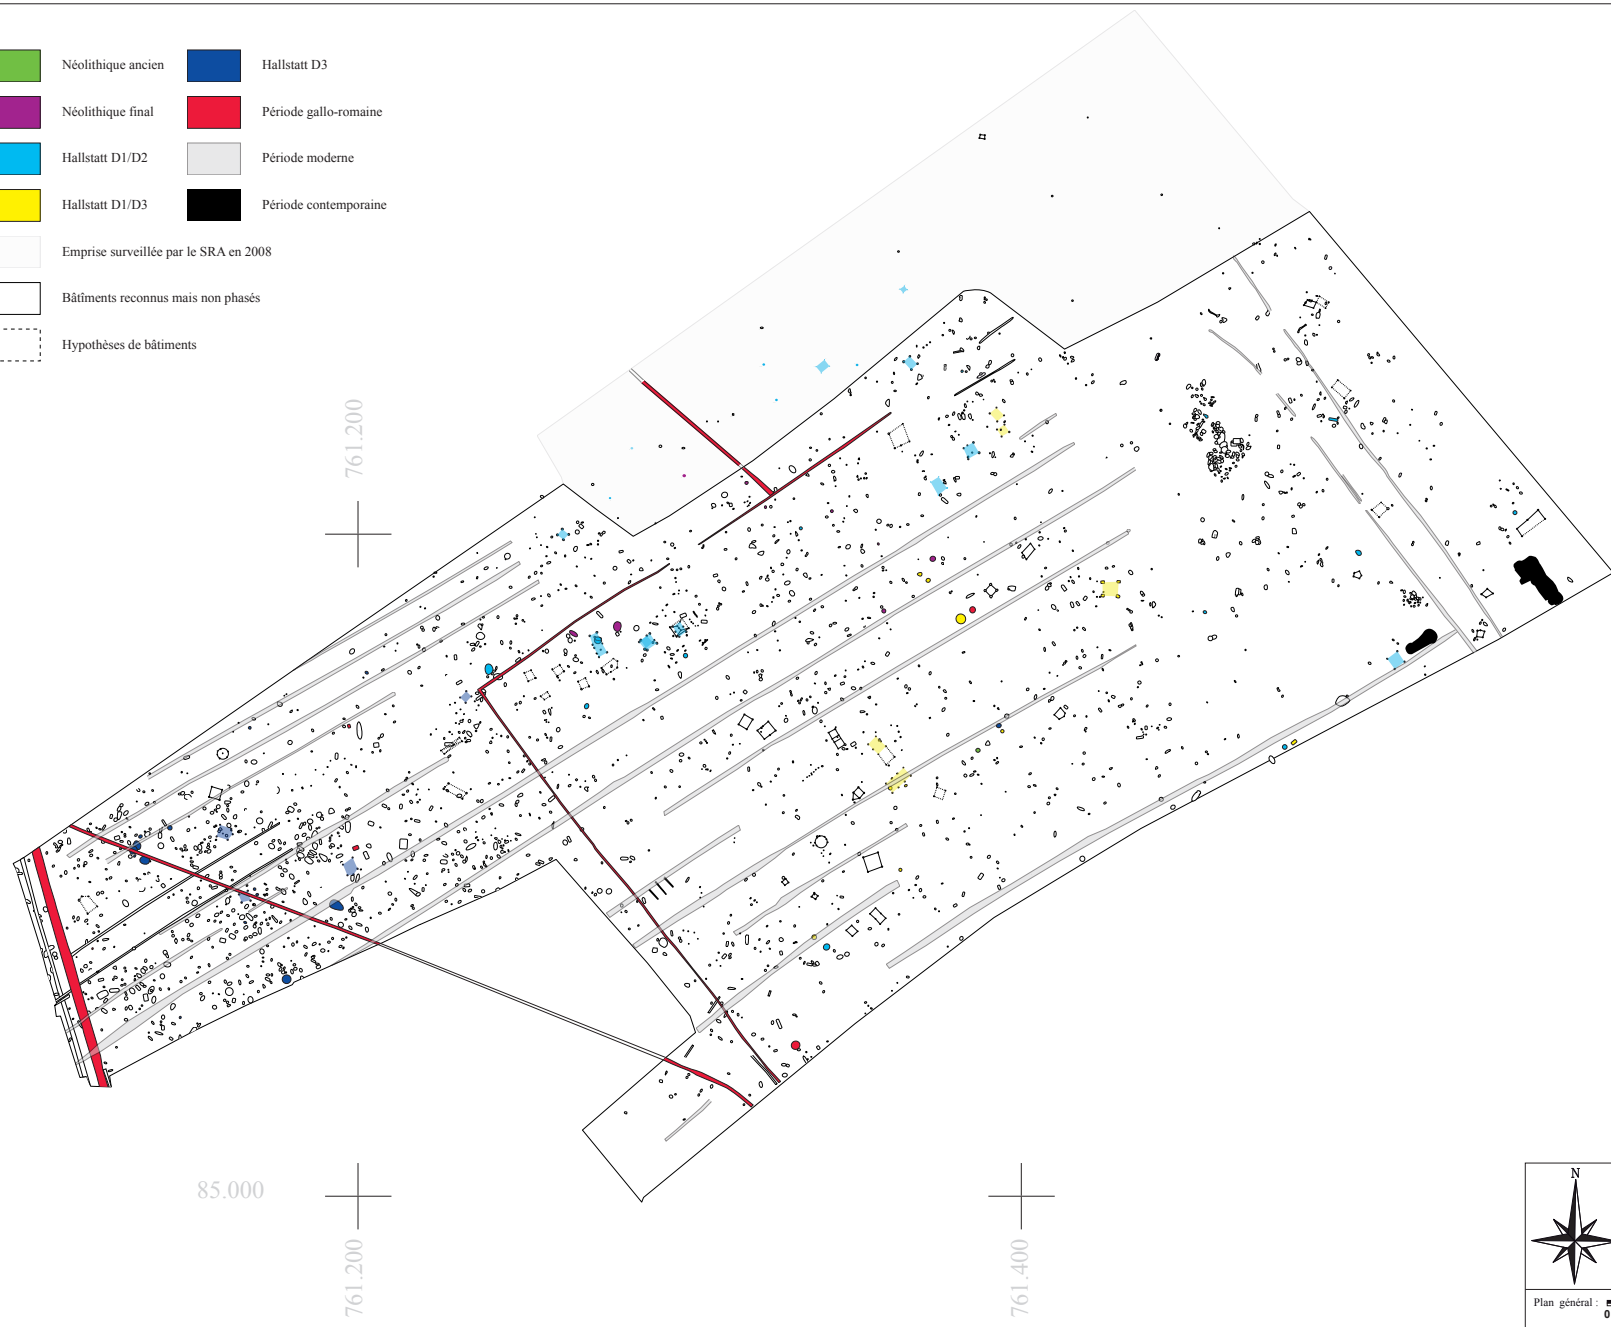 Néolithique ancien
Hallstatt D3
Néolithique final
Période gallo-romaine
Hallstatt D1/D2
Période moderne
Hallstatt D1/D3
Période contemporaine
Emprise surveillée par le SRA en 2008
Bâtîments reconnus mais non phasés
Hypothèses de bâtiments
761.200
85.000
761.200
761.400
N
Plan général :
0